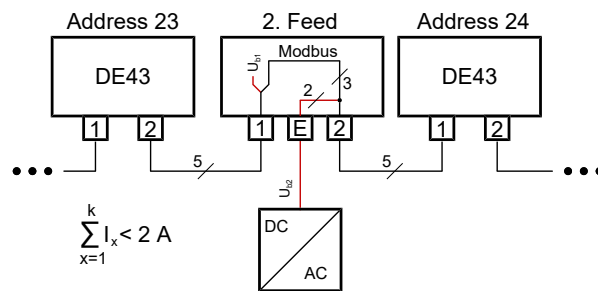 Address 23
2. Feed
Address 24
DE43
Modbus
U_b1
2
3
DE43
1
2
1
E
2
1
2
•••
5
5
•••
U_b2
k
∑ I_x < 2 A
x=1
DC
AC